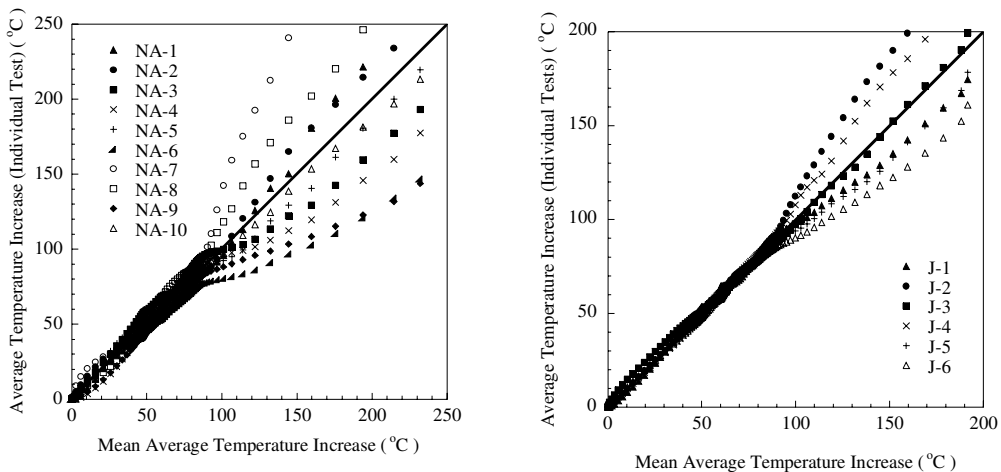 Average Temperature Increase (Individual Test) ( °C)
250
200
150
100
50
0
0 50 100 150 200 250
Mean Average Temperature Increase ( °C)
NA-1
NA-2
NA-3
NA-4
NA-5
NA-6
NA-7
NA-8
NA-9
NA-10
Average Temperature Increase (Individual Tests) ( °C)
200
150
100
50
0
0 50 100 150 200
Mean Average Temperature Increase ( °C)
J-1
J-2
J-3
J-4
J-5
J-6